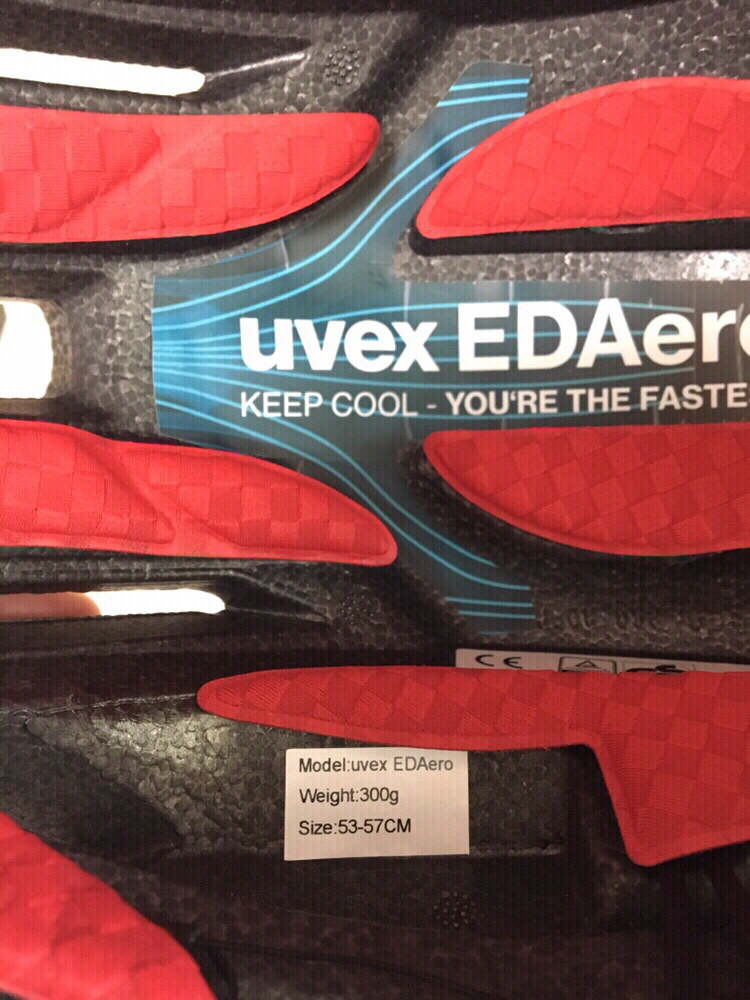 uvex EDAero
KEEP COOL - YOU'RE THE FASTE
CE
Model:uvex EDAero
Weight:300g
Size:53-57CM